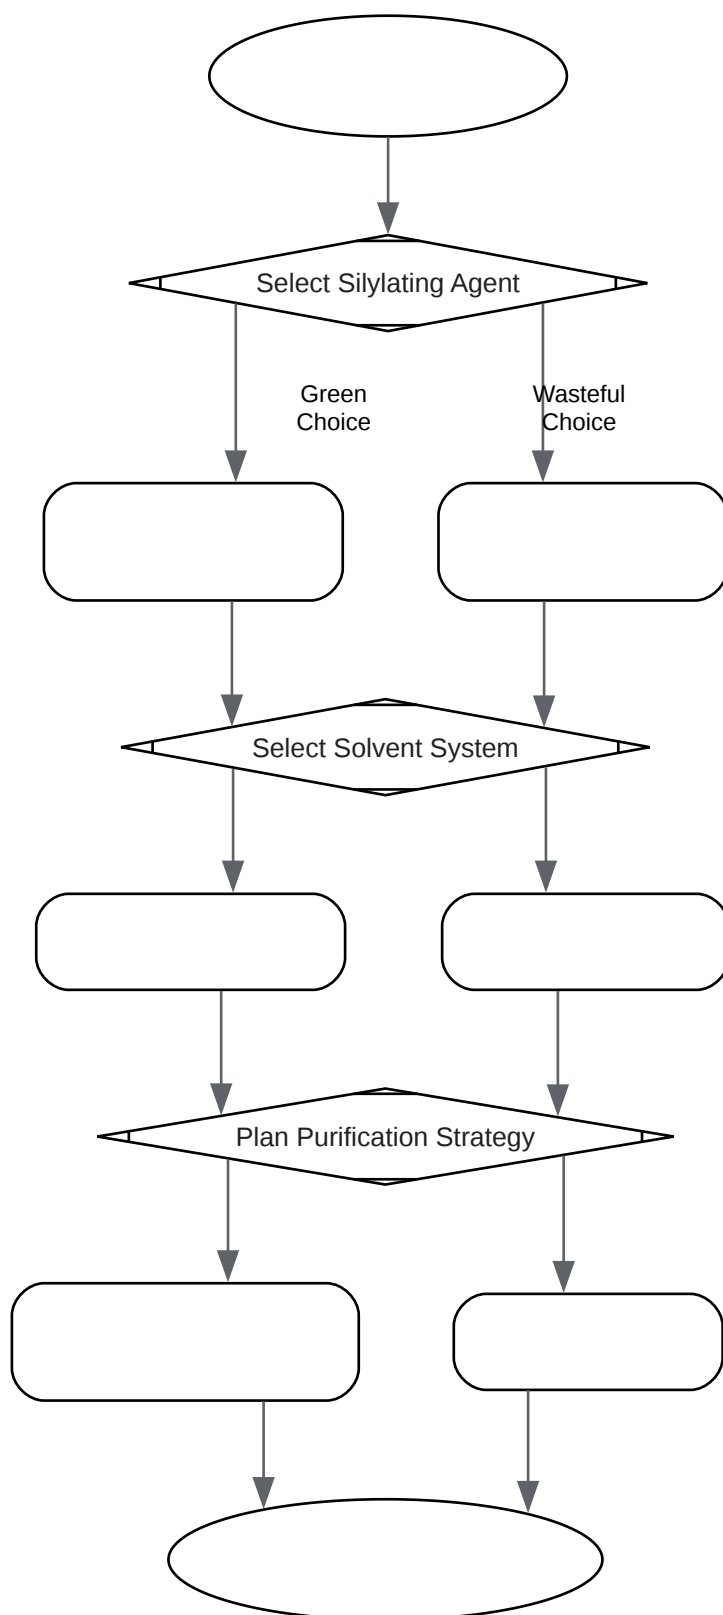 Select Silylating Agent
Green
Choice
Wasteful
Choice
Select Solvent System
Plan Purification Strategy